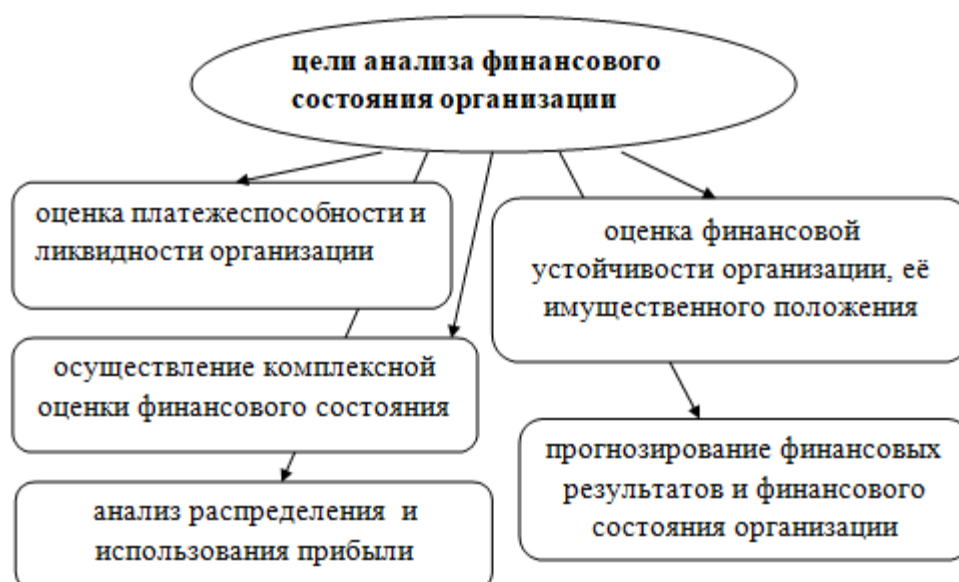 цели анализа финансового
состояния организации
оценка платежеспособности и
ликвидности организации
оценка финансовой
устойчивости организации, её
имущественного положения
осуществление комплексной
оценки финансового состояния
прогнозирование финансовых
результатов и финансового
состояния организации
анализ распределения и
использования прибыли